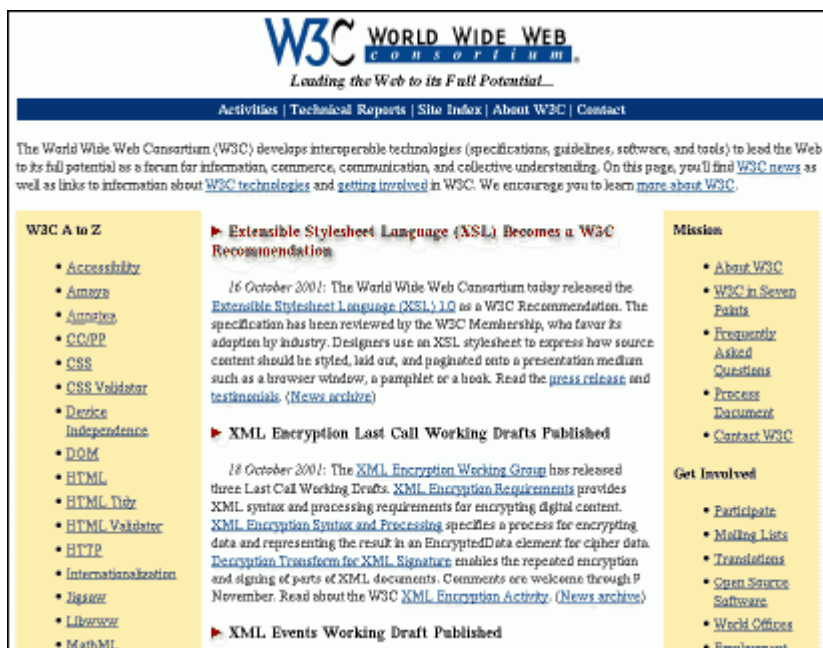 W3C WORLD WIDE WEB
consortium
Leading the Web to its Full Potential...
Activities | Technical Reports | Site Index | About W3C | Contact
The World Wide Web Consortium (W3C) develops interoperable technologies (specifications, guidelines, software, and tools) to lead the Web
to its full potential as a forum for information, commerce, communication, and collective understanding. On this page, you'll find W3C news as
well as links to information about W3C technologies and getting involved in W3C. We encourage you to learn more about W3C.
W3C A to Z
• Accessibility
• Amaya
• Annotea
• CC/PP
• CSS
• CSS Validator
• Device
Independence
• DOM
• HTML
• HTML Tidy
• HTML Validator
• HTTP
• Internationalization
• Jigsaw
• Libwww
• MathML
Extensible Stylesheet Language (XSL) Becomes a W3C
Recommendation
16 October 2001: The World Wide Web Consortium today released the
Extensible Stylesheet Language (XSL) 1.0 as a W3C Recommendation. The
specification has been reviewed by the W3C Membership, who favor its
adoption by industry. Designers use an XSL stylesheet to express how source
content should be styled, laid out, and paginated onto a presentation medium
such as a browser window, a pamphlet or a book. Read the press release and
testimonials. (News archive)
XML Encryption Last Call Working Drafts Published
18 October 2001: The XML Encryption Working Group has released
three Last Call Working Drafts. XML Encryption Requirements provides
XML syntax and processing requirements for encrypting digital content.
XML Encryption Syntax and Processing specifies a process for encrypting
data and representing the result in an EncryptedData element for cipher data.
Decryption Transform for XML Signature enables the repeated encryption
and signing of parts of XML documents. Comments are welcome through 9
November. Read about the W3C XML Encryption Activity. (News archive)
XML Events Working Draft Published
Mission
• About W3C
• W3C in Seven
Points
• Frequently
Asked
Questions
• Process
Document
• Contact W3C
Get Involved
• Participate
• Mailing Lists
• Translations
• Open Source
Software
• World Offices
• Employment